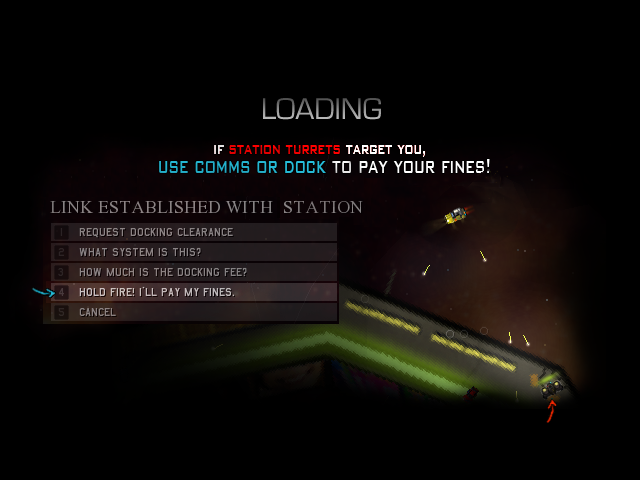 LOADING
IF STATION TURRETS TARGET YOU,
USE COMMS OR DOCK TO PAY YOUR FINES!
LINK ESTABLISHED WITH STATION
1 REQUEST DOCKING CLEARANCE
2 WHAT SYSTEM IS THIS?
3 HOW MUCH IS THE DOCKING FEE?
4 HOLD FIRE! I'LL PAY MY FINES.
5 CANCEL